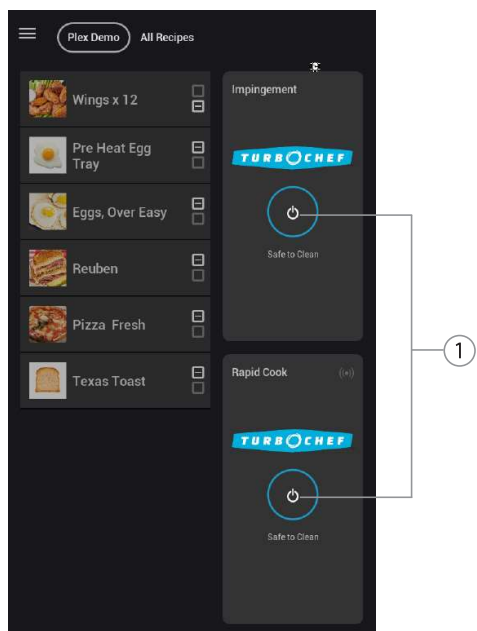 Plex Demo All Recipes
Wings x 12
Pre Heat Egg
Tray
Eggs, Over Easy
Reuben
Pizza Fresh
Texas Toast
Impingement
TURBOCHEF
Safe to Clean
Rapid Cook
TURBOCHEF
Safe to Clean
1